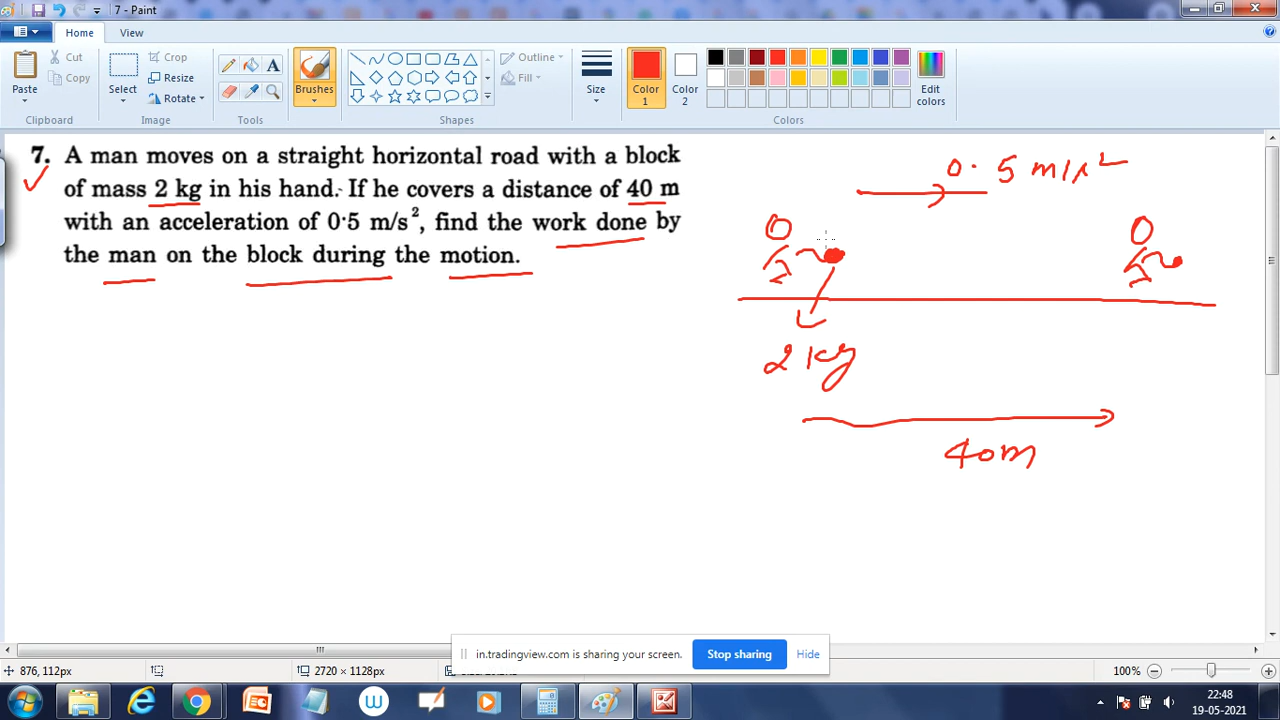 7 - Paint
Home
View
Paste
Cut
Copy
Clipboard
Select
Crop
Resize
Rotate
Image
Tools
Brushes
Shapes
Outline
Fill
Size
Color 1
Color 2
Edit colors
Colors
7. A man moves on a straight horizontal road with a block
of mass 2 kg in his hand. If he covers a distance of 40 m
with an acceleration of 0·5 m/s², find the work done by
the man on the block during the motion.
0.5 m/s²
2 kg
40m
in.tradingview.com is sharing your screen.
Stop sharing
Hide
876, 112px
2720 × 1128px
100%
22:48
19-05-2021